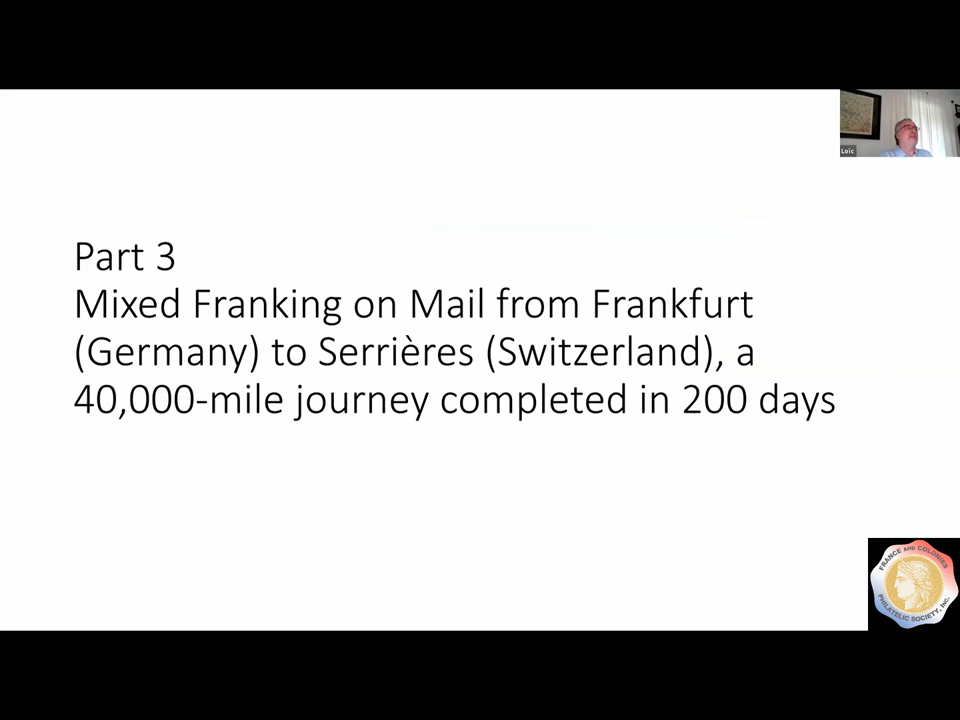 Loïc
Part 3
Mixed Franking on Mail from Frankfurt
(Germany) to Serrières (Switzerland), a
40,000-mile journey completed in 200 days
FRANCE AND COLONIES
PHILATELIC SOCIETY, INC.